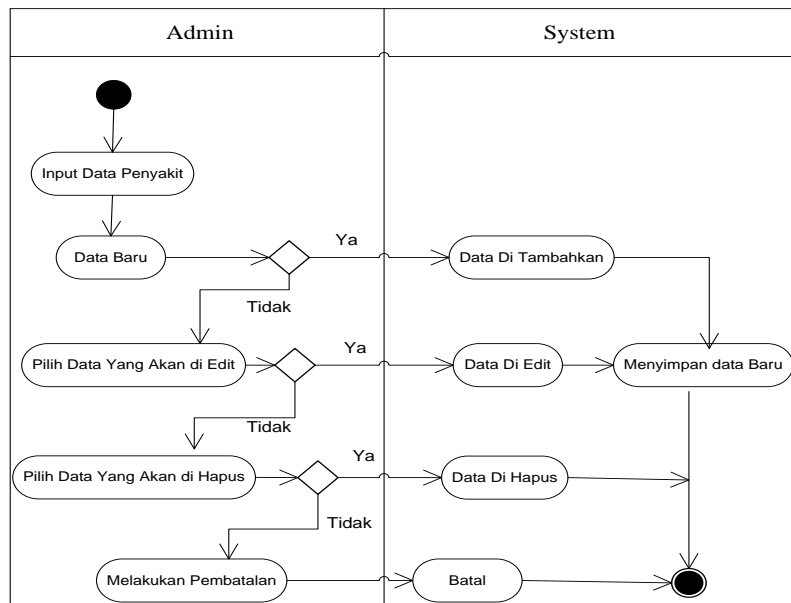 Admin
System
Input Data Penyakit
Data Baru
Ya
Data Di Tambahkan
Tidak
Pilih Data Yang Akan di Edit
Ya
Data Di Edit
Menyimpan data Baru
Tidak
Pilih Data Yang Akan di Hapus
Ya
Data Di Hapus
Tidak
Melakukan Pembatalan
Batal